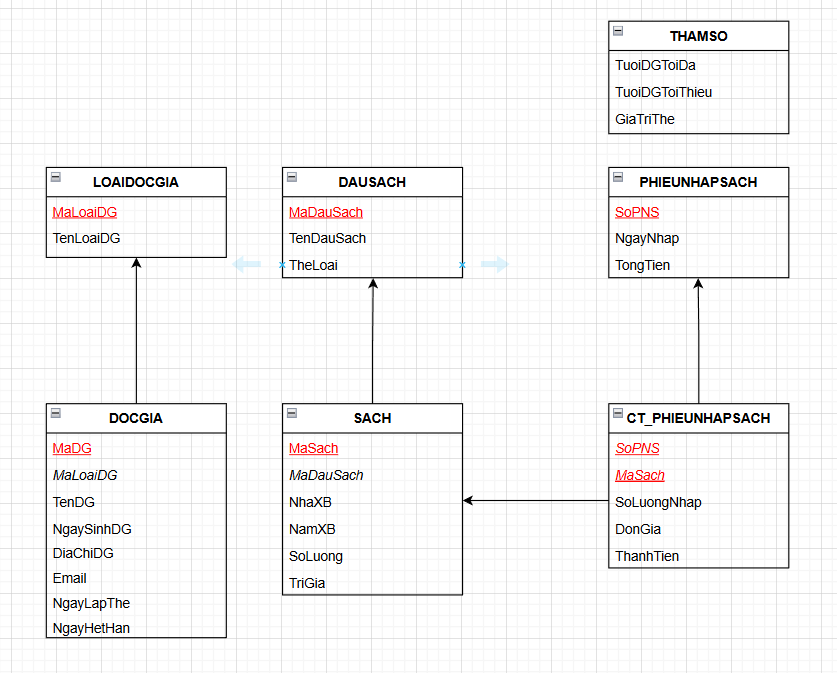 THAMSO
TuoiDGToiDa
TuoiDGToiThieu
GiaTriThe
LOAIDOCGIA
MaLoaiDG
TenLoaiDG
DAUSACH
MaDauSach
TenDauSach
TheLoai
PHIEUNHAPSACH
SoPNS
NgayNhap
TongTien
DOCGIA
MaDG
MaLoaiDG
TenDG
NgaySinhDG
DiaChiDG
Email
NgayLapThe
NgayHetHan
SACH
MaSach
MaDauSach
NhaXB
NamXB
SoLuong
TriGia
CT_PHIEUNHAPSACH
SoPNS
MaSach
SoLuongNhap
DonGia
ThanhTien